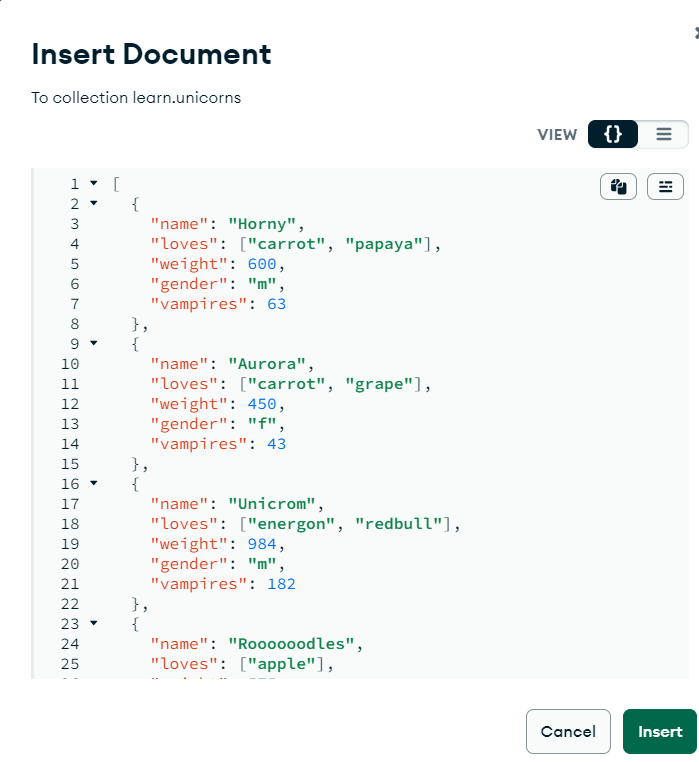 Insert Document
To collection learn.unicorns
VIEW {}
1 [
2 {
3 "name": "Horny",
4 "loves": ["carrot", "papaya"],
5 "weight": 600,
6 "gender": "m",
7 "vampires": 63
8 },
9 {
10 "name": "Aurora",
11 "loves": ["carrot", "grape"],
12 "weight": 450,
13 "gender": "f",
14 "vampires": 43
15 },
16 {
17 "name": "Unicrom",
18 "loves": ["energon", "redbull"],
19 "weight": 984,
20 "gender": "m",
21 "vampires": 182
22 },
23 {
24 "name": "Roooooodles",
25 "loves": ["apple"],
Cancel Insert